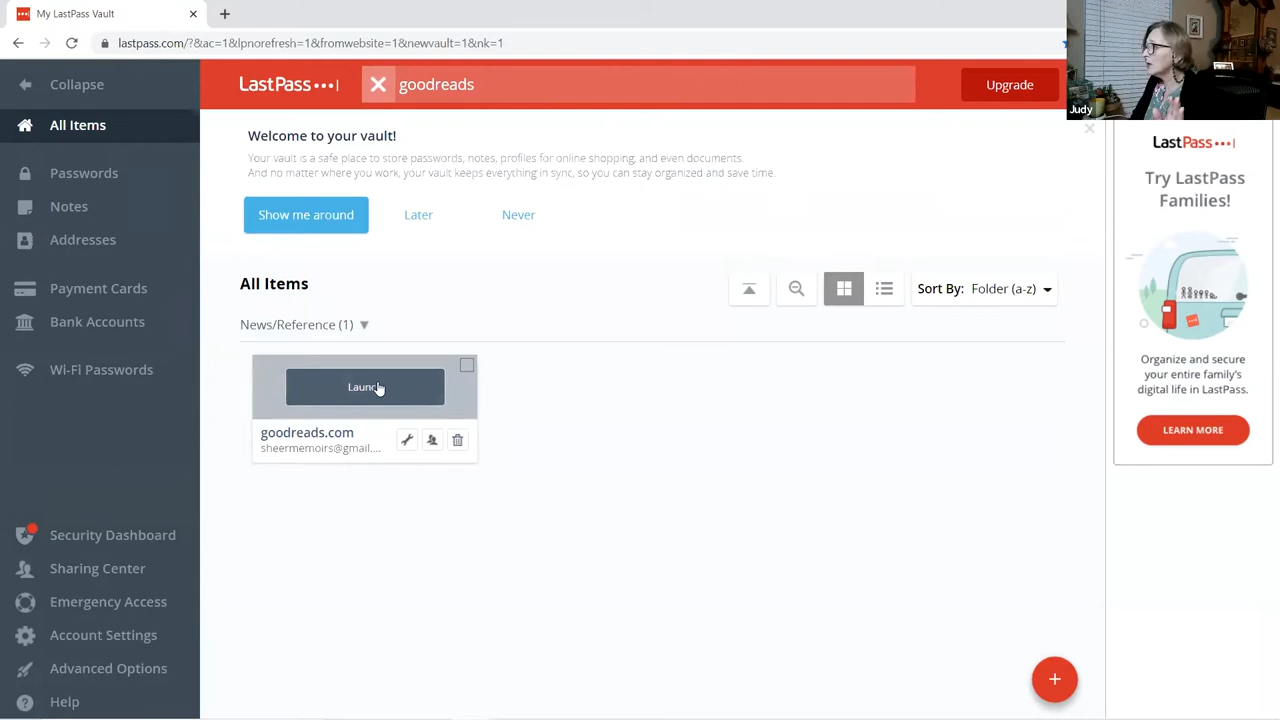 My LastPass Vault
lastpass.com/?&ac=1&lpnorefresh=1&fromwebsite=1&newvault=1&nk=1
Judy
Collapse
LastPass
goodreads
Upgrade
All Items
Passwords
Notes
Addresses
Payment Cards
Bank Accounts
Wi-Fi Passwords
Security Dashboard
Sharing Center
Emergency Access
Account Settings
Advanced Options
Help
Welcome to your vault!
Your vault is a safe place to store passwords, notes, profiles for online shopping, and even documents.
And no matter where you work, your vault keeps everything in sync, so you can stay organized and save time.
Show me around
Later
Never
All Items
Sort By: Folder (a-z)
News/Reference (1)
Launc
goodreads.com
sheermemoirs@gmail....
LastPass
Try LastPass
Families!
Organize and secure
your entire family's
digital life in LastPass.
LEARN MORE